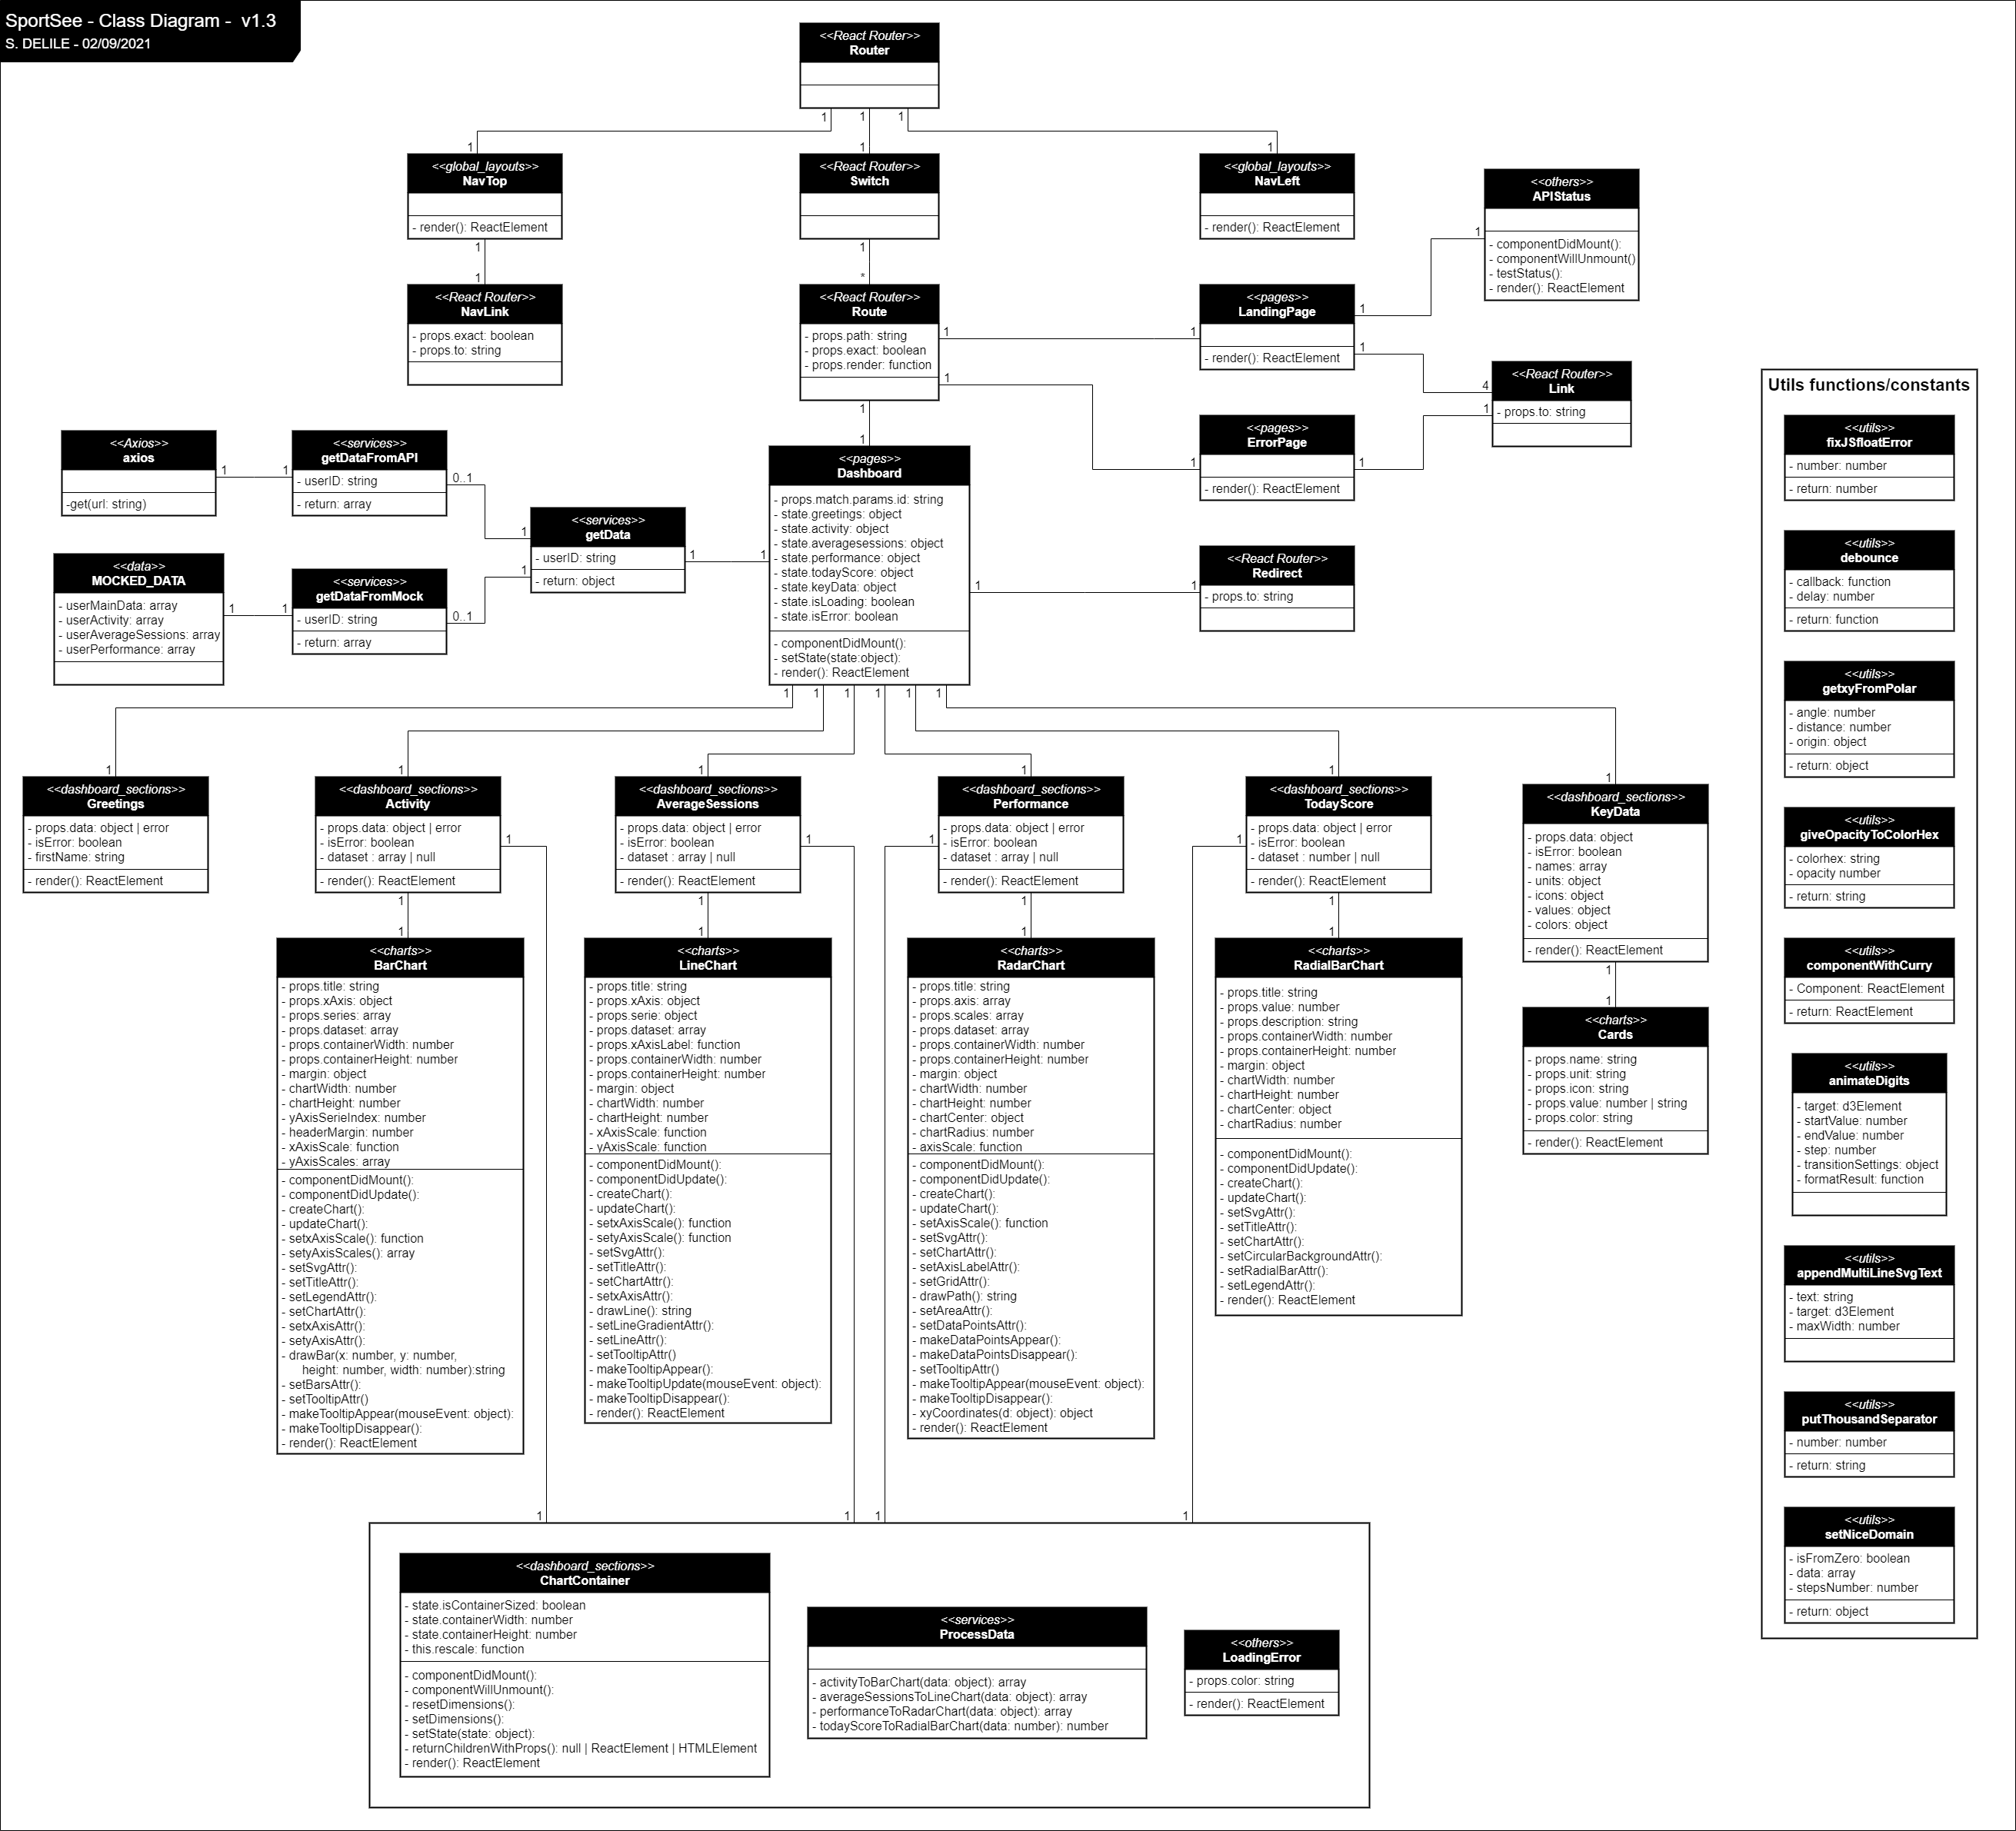 SportSee - Class Diagram -  v1.3
S. DELILE - 02/09/2021
<<React Router>>
Router
1
1
1
1
1
1
<<global_layouts>>
NavTop
- render(): ReactElement
<<React Router>>
Switch
<<global_layouts>>
NavLeft
- render(): ReactElement
<<others>>
APIStatus
- componentDidMount():
- componentWillUnmount()
- testStatus():
- render(): ReactElement
1
1
1
*
<<React Router>>
NavLink
- props.exact: boolean
- props.to: string
<<React Router>>
Route
- props.path: string
- props.exact: boolean
- props.render: function
1
1
1
1
<<pages>>
LandingPage
- render(): ReactElement
1
1
1
4
1
<<React Router>>
Link
- props.to: string
<<pages>>
ErrorPage
- render(): ReactElement
1
1
1
1
<<Axios>>
axios
-get(url: string)
1
1
<<services>>
getDataFromAPI
- userID: string
- return: array
0..1
1
<<data>>
MOCKED_DATA
- userMainData: array
- userActivity: array
- userAverageSessions: array
- userPerformance: array
1
1
<<services>>
getDataFromMock
- userID: string
- return: array
0..1
1
<<services>>
getData
- userID: string
- return: object
1
1
<<pages>>
Dashboard
- props.match.params.id: string
- state.greetings: object
- state.activity: object
- state.averagesessions: object
- state.performance: object
- state.todayScore: object
- state.keyData: object
- state.isLoading: boolean
- state.isError: boolean
- componentDidMount():
- setState(state:object):
- render(): ReactElement
1
1
<<React Router>>
Redirect
- props.to: string
1
1
1
1
1
1
1
1
1
1
1
1
<<dashboard_sections>>
Greetings
- props.data: object | error
- isError: boolean
- firstName: string
- render(): ReactElement
<<dashboard_sections>>
Activity
- props.data: object | error
- isError: boolean
- dataset : array | null
- render(): ReactElement
1
<<dashboard_sections>>
AverageSessions
- props.data: object | error
- isError: boolean
- dataset : array | null
- render(): ReactElement
1
<<dashboard_sections>>
Performance
- props.data: object | error
- isError: boolean
- dataset : array | null
- render(): ReactElement
1
<<dashboard_sections>>
TodayScore
- props.data: object | error
- isError: boolean
- dataset : number | null
- render(): ReactElement
1
<<dashboard_sections>>
KeyData
- props.data: object
- isError: boolean
- names: array
- units: object
- icons: object
- values: object
- colors: object
- render(): ReactElement
1
1
1
1
1
1
1
1
1
1
<<charts>>
BarChart
- props.title: string
- props.xAxis: object
- props.series: array
- props.dataset: array
- props.containerWidth: number
- props.containerHeight: number
- margin: object
- chartWidth: number
- chartHeight: number
- yAxisSerieIndex: number
- headerMargin: number
- xAxisScale: function
- yAxisScales: array
- componentDidMount():
- componentDidUpdate():
- createChart():
- updateChart():
- setxAxisScale(): function
- setyAxisScales(): array
- setSvgAttr():
- setTitleAttr():
- setLegendAttr():
- setChartAttr():
- setxAxisAttr():
- setyAxisAttr():
- drawBar(x: number, y: number,
height: number, width: number):string
- setBarsAttr():
- setTooltipAttr()
- makeTooltipAppear(mouseEvent: object):
- makeTooltipDisappear():
- render(): ReactElement
<<charts>>
LineChart
- props.title: string
- props.xAxis: object
- props.serie: object
- props.dataset: array
- props.xAxisLabel: function
- props.containerWidth: number
- props.containerHeight: number
- margin: object
- chartWidth: number
- chartHeight: number
- xAxisScale: function
- yAxisScale: function
- componentDidMount():
- componentDidUpdate():
- createChart():
- updateChart():
- setxAxisScale(): function
- setyAxisScale(): function
- setSvgAttr():
- setTitleAttr():
- setChartAttr():
- setxAxisAttr():
- drawLine(): string
- setLineGradientAttr():
- setLineAttr():
- setTooltipAttr()
- makeTooltipAppear():
- makeTooltipUpdate(mouseEvent: object):
- makeTooltipDisappear():
- render(): ReactElement
<<charts>>
RadarChart
- props.title: string
- props.axis: array
- props.scales: array
- props.dataset: array
- props.containerWidth: number
- props.containerHeight: number
- margin: object
- chartWidth: number
- chartHeight: number
- chartCenter: object
- chartRadius: number
- axisScale: function
- componentDidMount():
- componentDidUpdate():
- createChart():
- updateChart():
- setAxisScale(): function
- setSvgAttr():
- setChartAttr():
- setAxisLabelAttr():
- setGridAttr():
- drawPath(): string
- setAreaAttr():
- setDataPointsAttr():
- makeDataPointsAppear():
- makeDataPointsDisappear():
- setTooltipAttr()
- makeTooltipAppear(mouseEvent: object):
- makeTooltipDisappear():
- xyCoordinates(d: object): object
- render(): ReactElement
<<charts>>
RadialBarChart
- props.title: string
- props.value: number
- props.description: string
- props.containerWidth: number
- props.containerHeight: number
- margin: object
- chartWidth: number
- chartHeight: number
- chartCenter: object
- chartRadius: number
- componentDidMount():
- componentDidUpdate():
- createChart():
- updateChart():
- setSvgAttr():
- setTitleAttr():
- setChartAttr():
- setCircularBackgroundAttr():
- setRadialBarAttr():
- setLegendAttr():
- render(): ReactElement
<<charts>>
Cards
- props.name: string
- props.unit: string
- props.icon: string
- props.value: number | string
- props.color: string
- render(): ReactElement
1
1
1
1
<<dashboard_sections>>
ChartContainer
- state.isContainerSized: boolean
- state.containerWidth: number
- state.containerHeight: number
- this.rescale: function
- componentDidMount():
- componentWillUnmount():
- resetDimensions():
- setDimensions():
- setState(state: object):
- returnChildrenWithProps(): null | ReactElement | HTMLElement
- render(): ReactElement
<<services>>
ProcessData
- activityToBarChart(data: object): array
- averageSessionsToLineChart(data: object): array
- performanceToRadarChart(data: object): array
- todayScoreToRadialBarChart(data: number): number
<<others>>
LoadingError
- props.color: string
- render(): ReactElement
Utils functions/constants
<<utils>>
fixJSfloatError
- number: number
- return: number
<<utils>>
debounce
- callback: function
- delay: number
- return: function
<<utils>>
getxyFromPolar
- angle: number
- distance: number
- origin: object
- return: object
<<utils>>
giveOpacityToColorHex
- colorhex: string
- opacity number
- return: string
<<utils>>
componentWithCurry
- Component: ReactElement
- return: ReactElement
<<utils>>
animateDigits
- target: d3Element
- startValue: number
- endValue: number
- step: number
- transitionSettings: object
- formatResult: function
<<utils>>
appendMultiLineSvgText
- text: string
- target: d3Element
- maxWidth: number
<<utils>>
putThousandSeparator
- number: number
- return: string
<<utils>>
setNiceDomain
- isFromZero: boolean
- data: array
- stepsNumber: number
- return: object